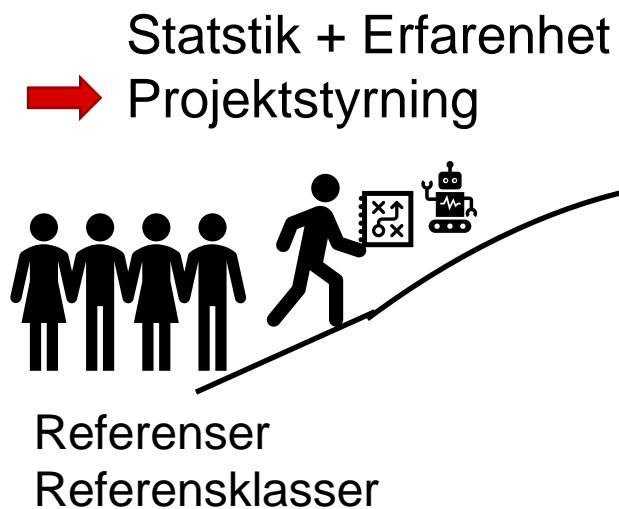 Statstik + Erfarenhet
Projektstyrning
Referenser
Referensklasser